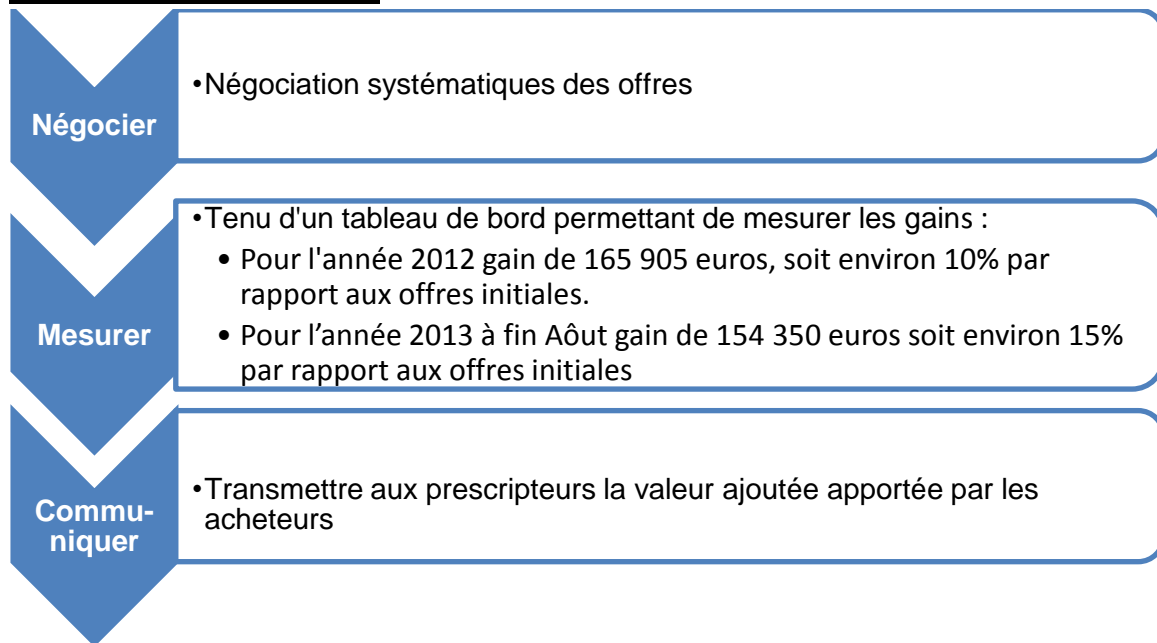 Négocier
•Négociation systématiques des offres
Mesurer
•Tenu d'un tableau de bord permettant de mesurer les gains :
• Pour l'année 2012 gain de 165 905 euros, soit environ 10% par
rapport aux offres initiales.
• Pour l’année 2013 à fin Aôut gain de 154 350 euros soit environ 15%
par rapport aux offres initiales
Commu-
niquer
•Transmettre aux prescripteurs la valeur ajoutée apportée par les
acheteurs